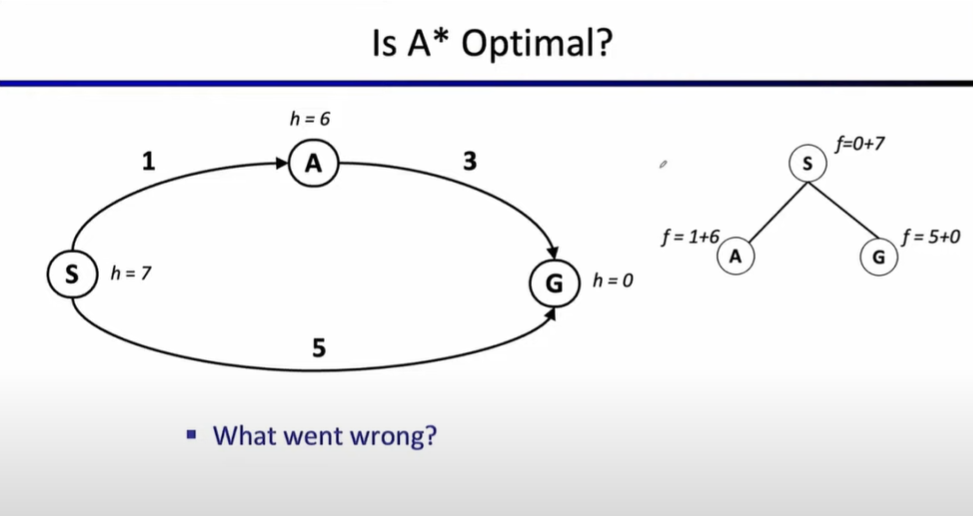 Is A* Optimal?
h = 6
1
A
3
S
h = 7
G
h = 0
5
S
f=0+7
f = 1+6
A
G
f = 5+0
▪ What went wrong?